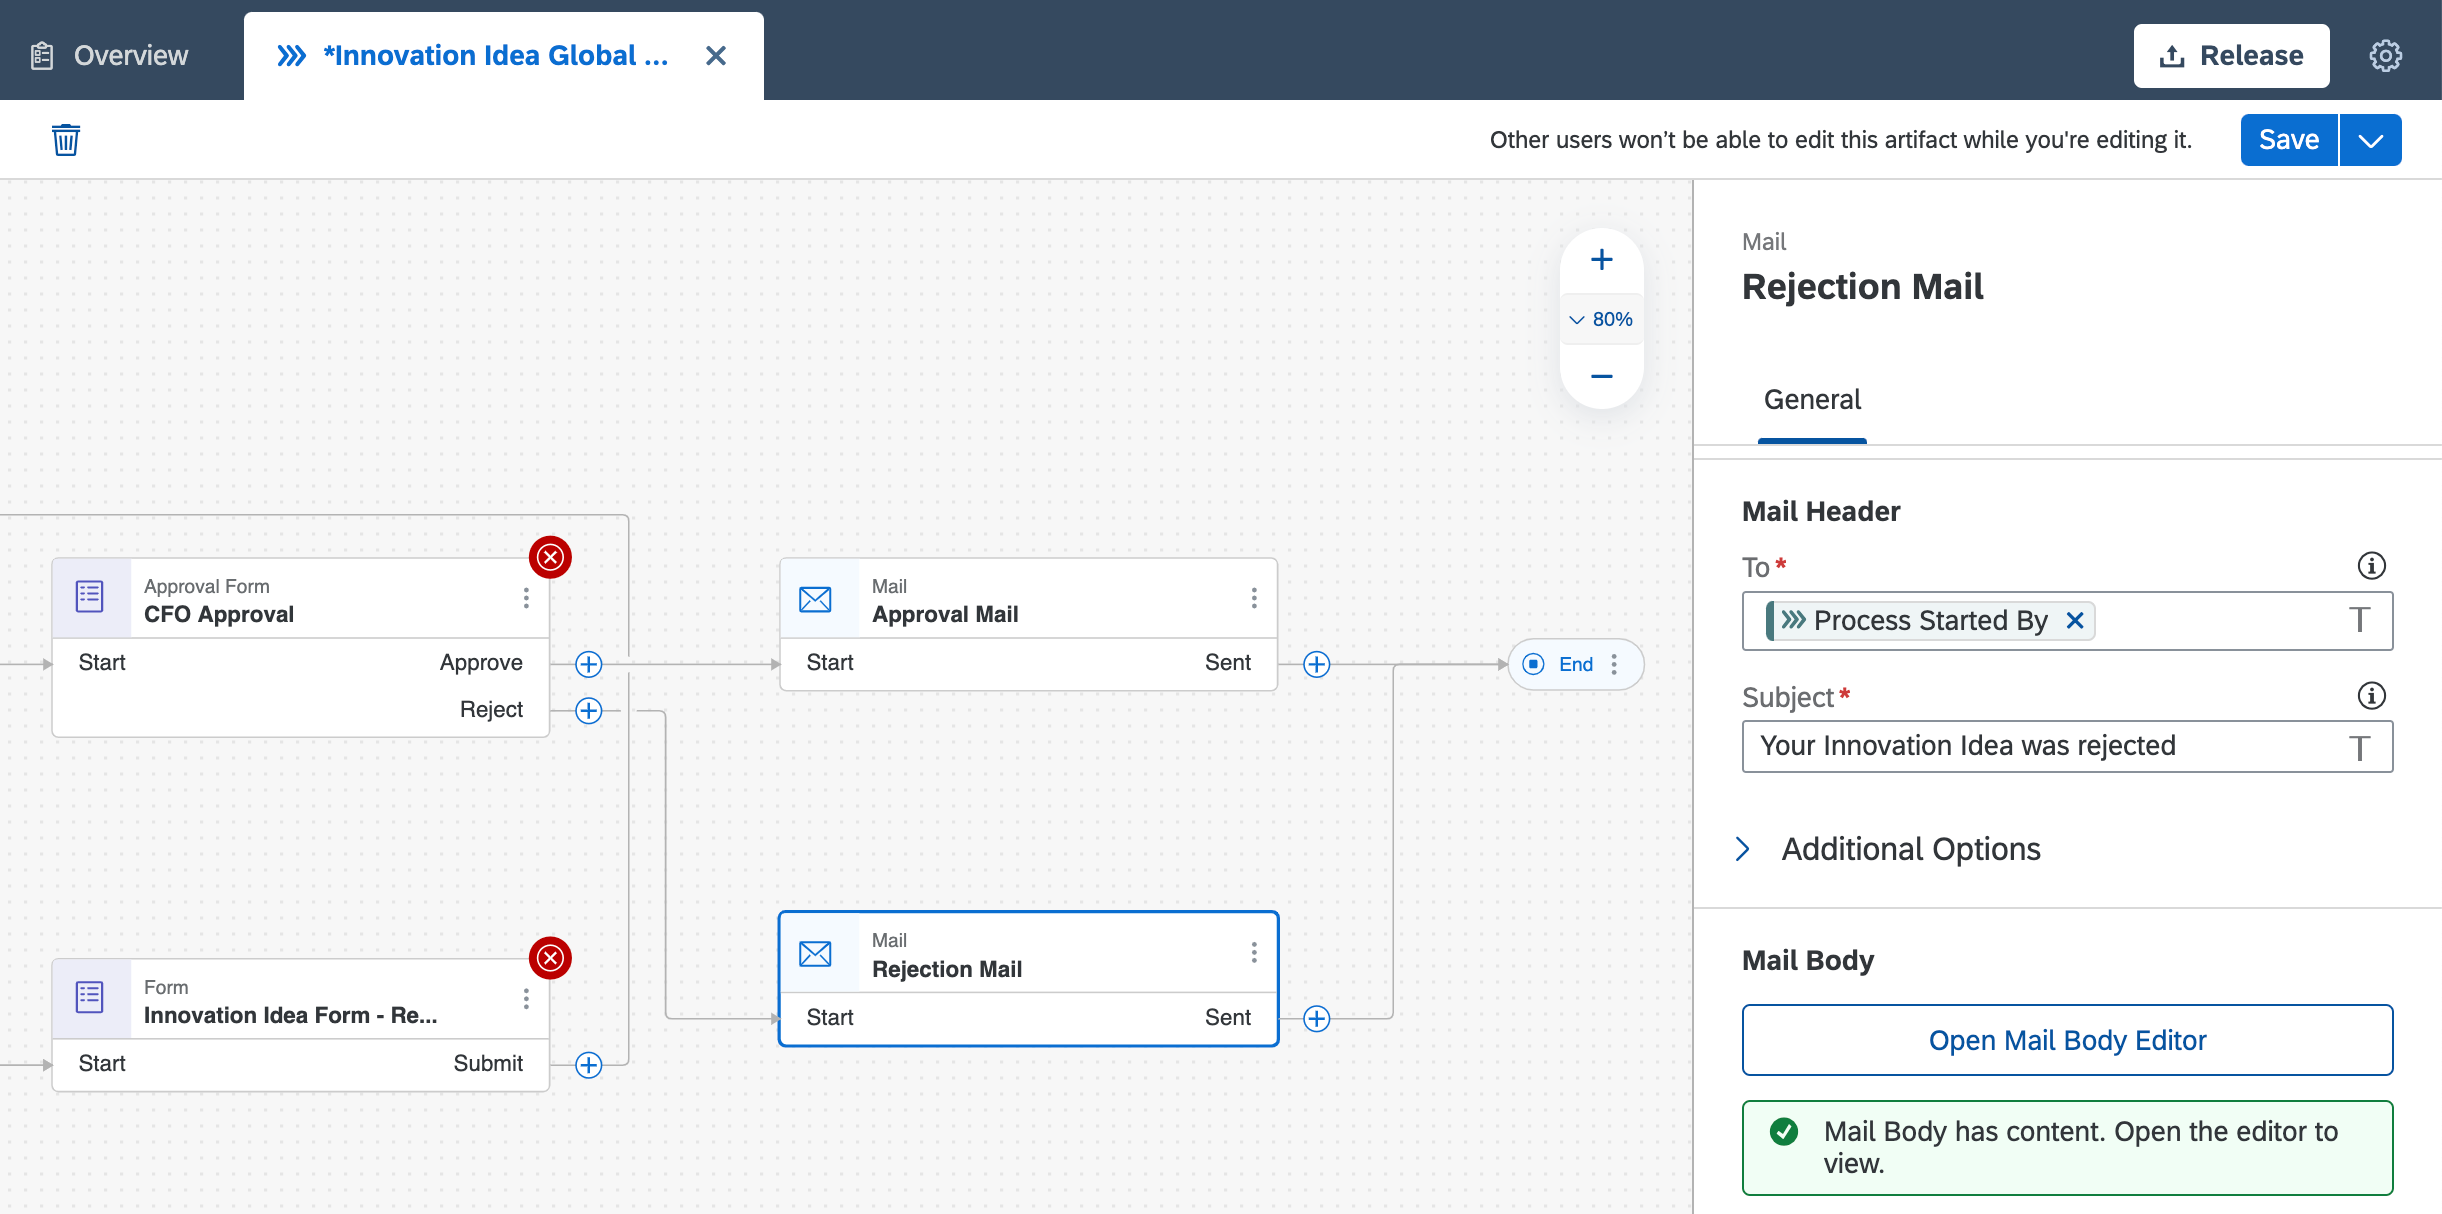 Overview
*Innovation Idea Global ...
Release
Other users won't be able to edit this artifact while you're editing it.
Save
80%
Approval Form
CFO Approval
Start
Approve
Reject
Mail
Approval Mail
Start
Sent
End
Form
Innovation Idea Form - Re...
Start
Submit
Mail
Rejection Mail
Start
Sent
Mail
Rejection Mail
General
Mail Header
To *
Process Started By
T
Subject *
Your Innovation Idea was rejected
T
Additional Options
Mail Body
Open Mail Body Editor
Mail Body has content. Open the editor to
view.